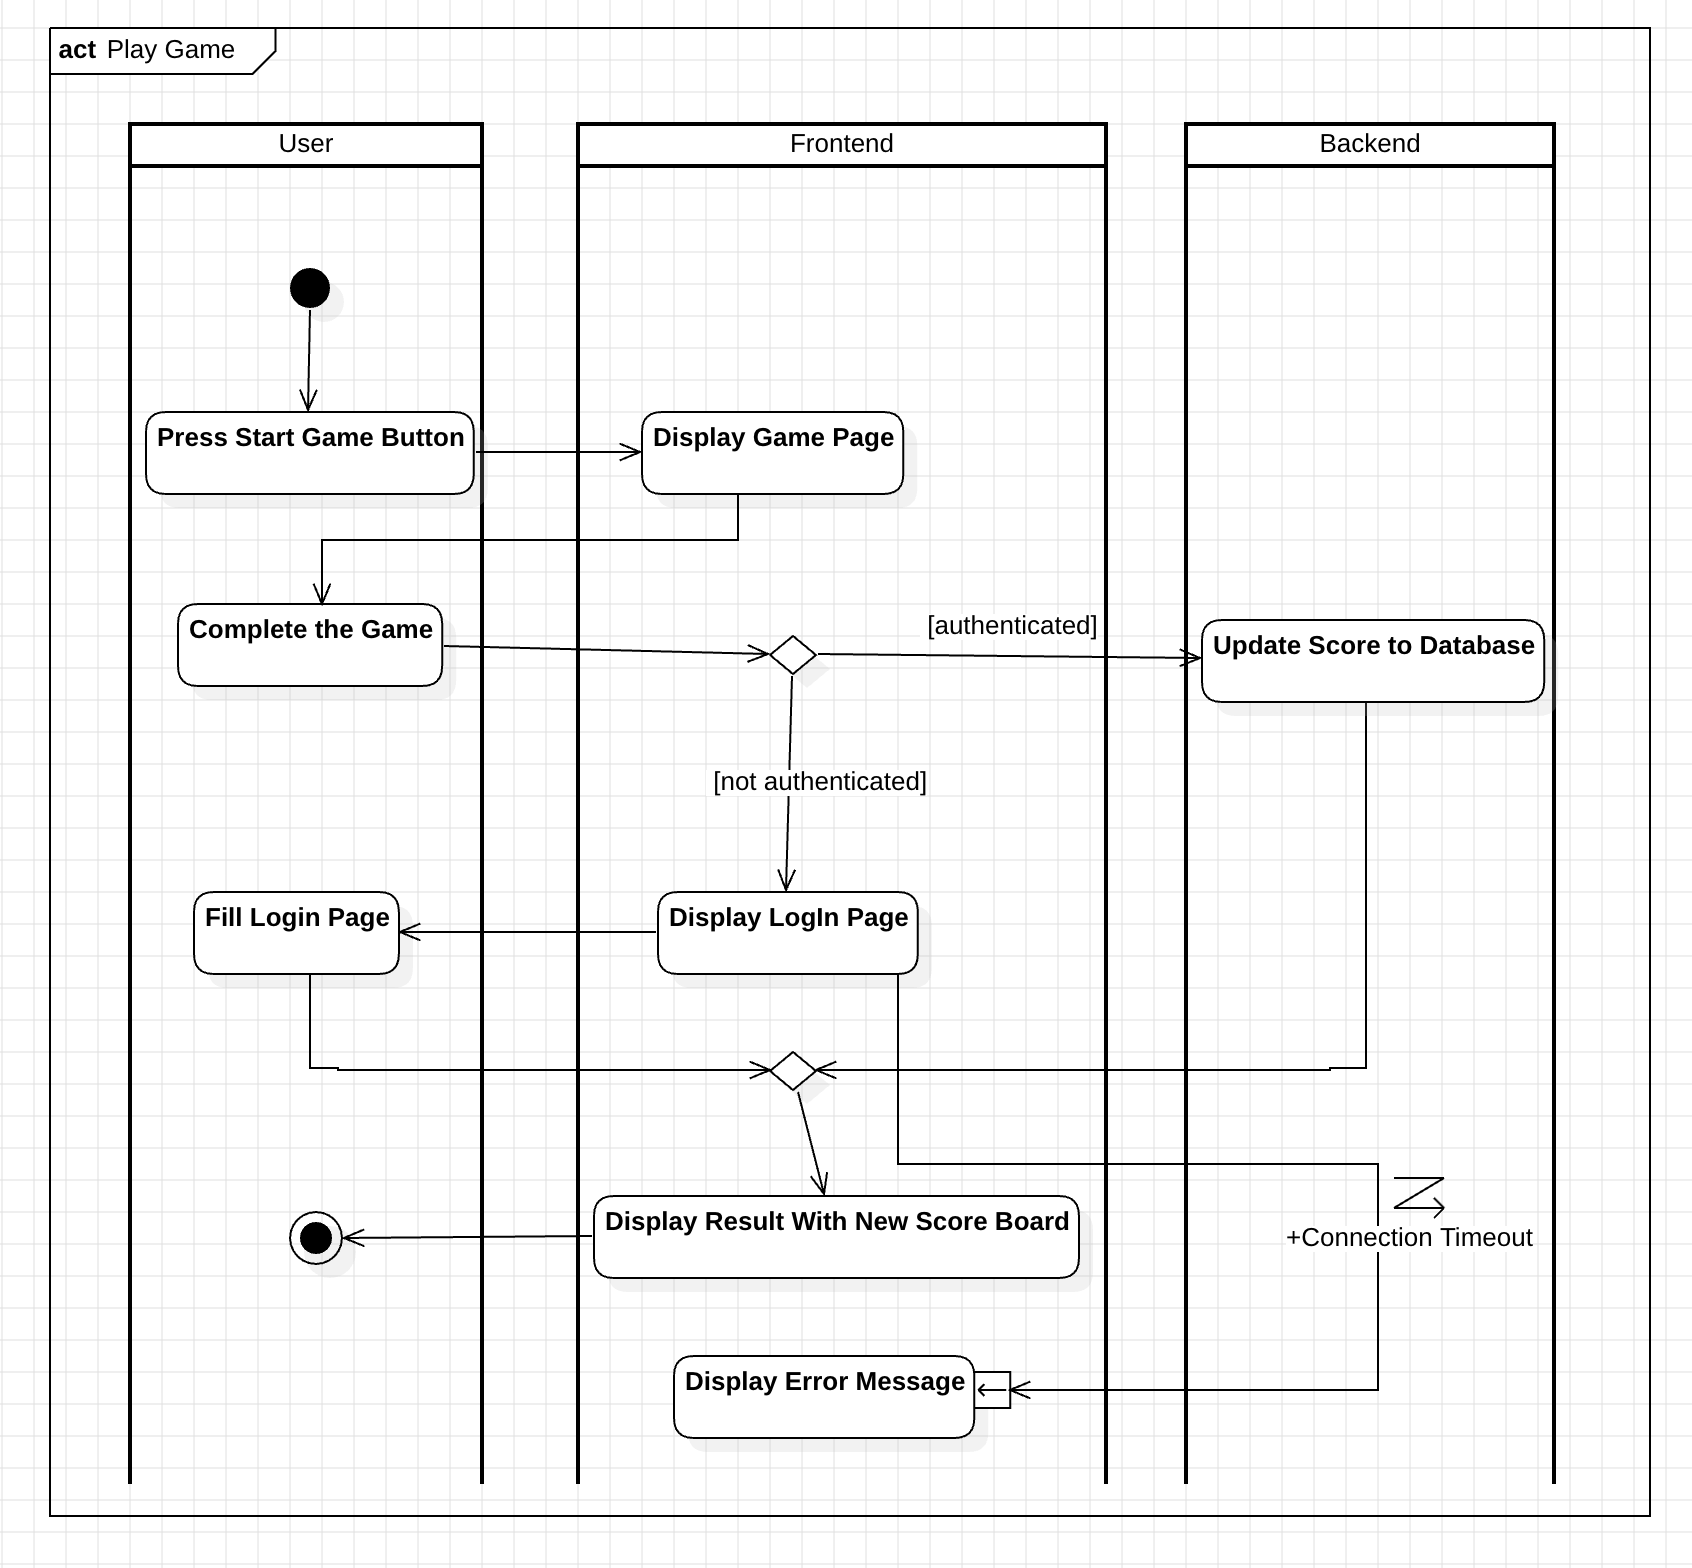 act Play Game
User
Frontend
Backend
Press Start Game Button
Display Game Page
Complete the Game
[authenticated]
Update Score to Database
[not authenticated]
Fill Login Page
Display LogIn Page
Display Result With New Score Board
+Connection Timeout
Display Error Message